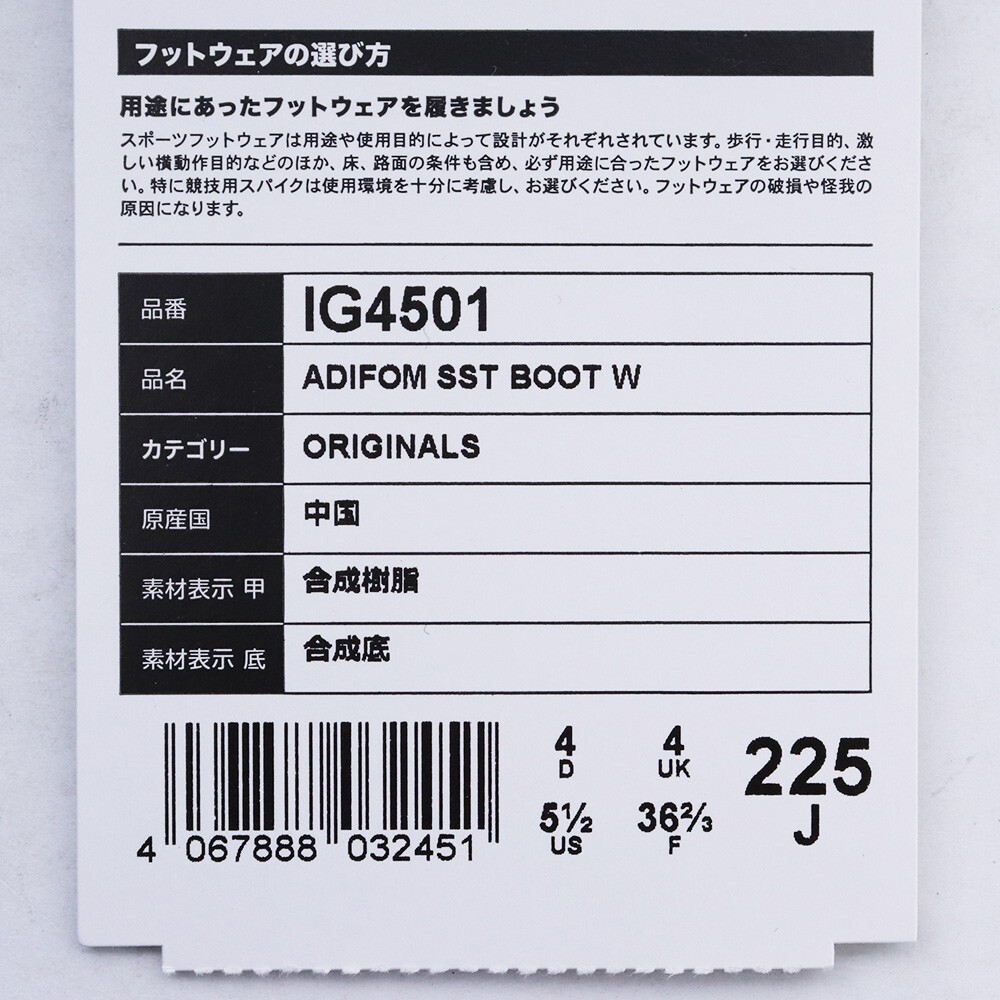 フットウェアの選び方
用途にあったフットウェアを履きましょう
スポーツフットウェアは用途や使用目的によって設計がそれぞれされています。歩行・走行目的、激
しい横動作目的などのほか、床、路面の条件も含め、必ず用途に合ったフットウェアをお選びくださ
い。特に競技用スパイクは使用環境を十分に考慮し、お選びください。フットウェアの破損や怪我の
原因になります。
品番 IG4501
品名 ADIFOM SST BOOT W
カテゴリー ORIGINALS
原産国 中国
素材表示 甲 合成樹脂
素材表示 底 合成底
4 067888 032451
4 D
4 UK
5½ US
36⅔ F
225 J